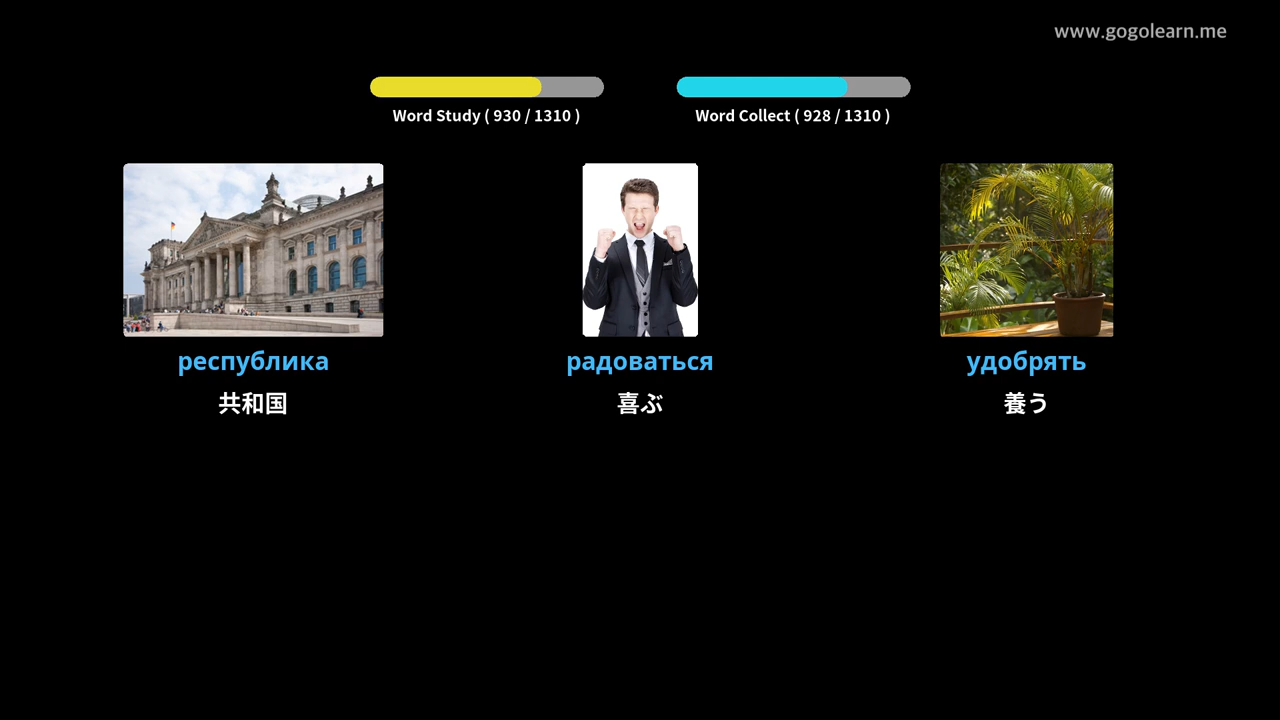 www.gogolearn.me
Word Study ( 930 / 1310 )
Word Collect ( 928 / 1310 )
республика
радоваться
удобрять
共和国
喜ぶ
養う